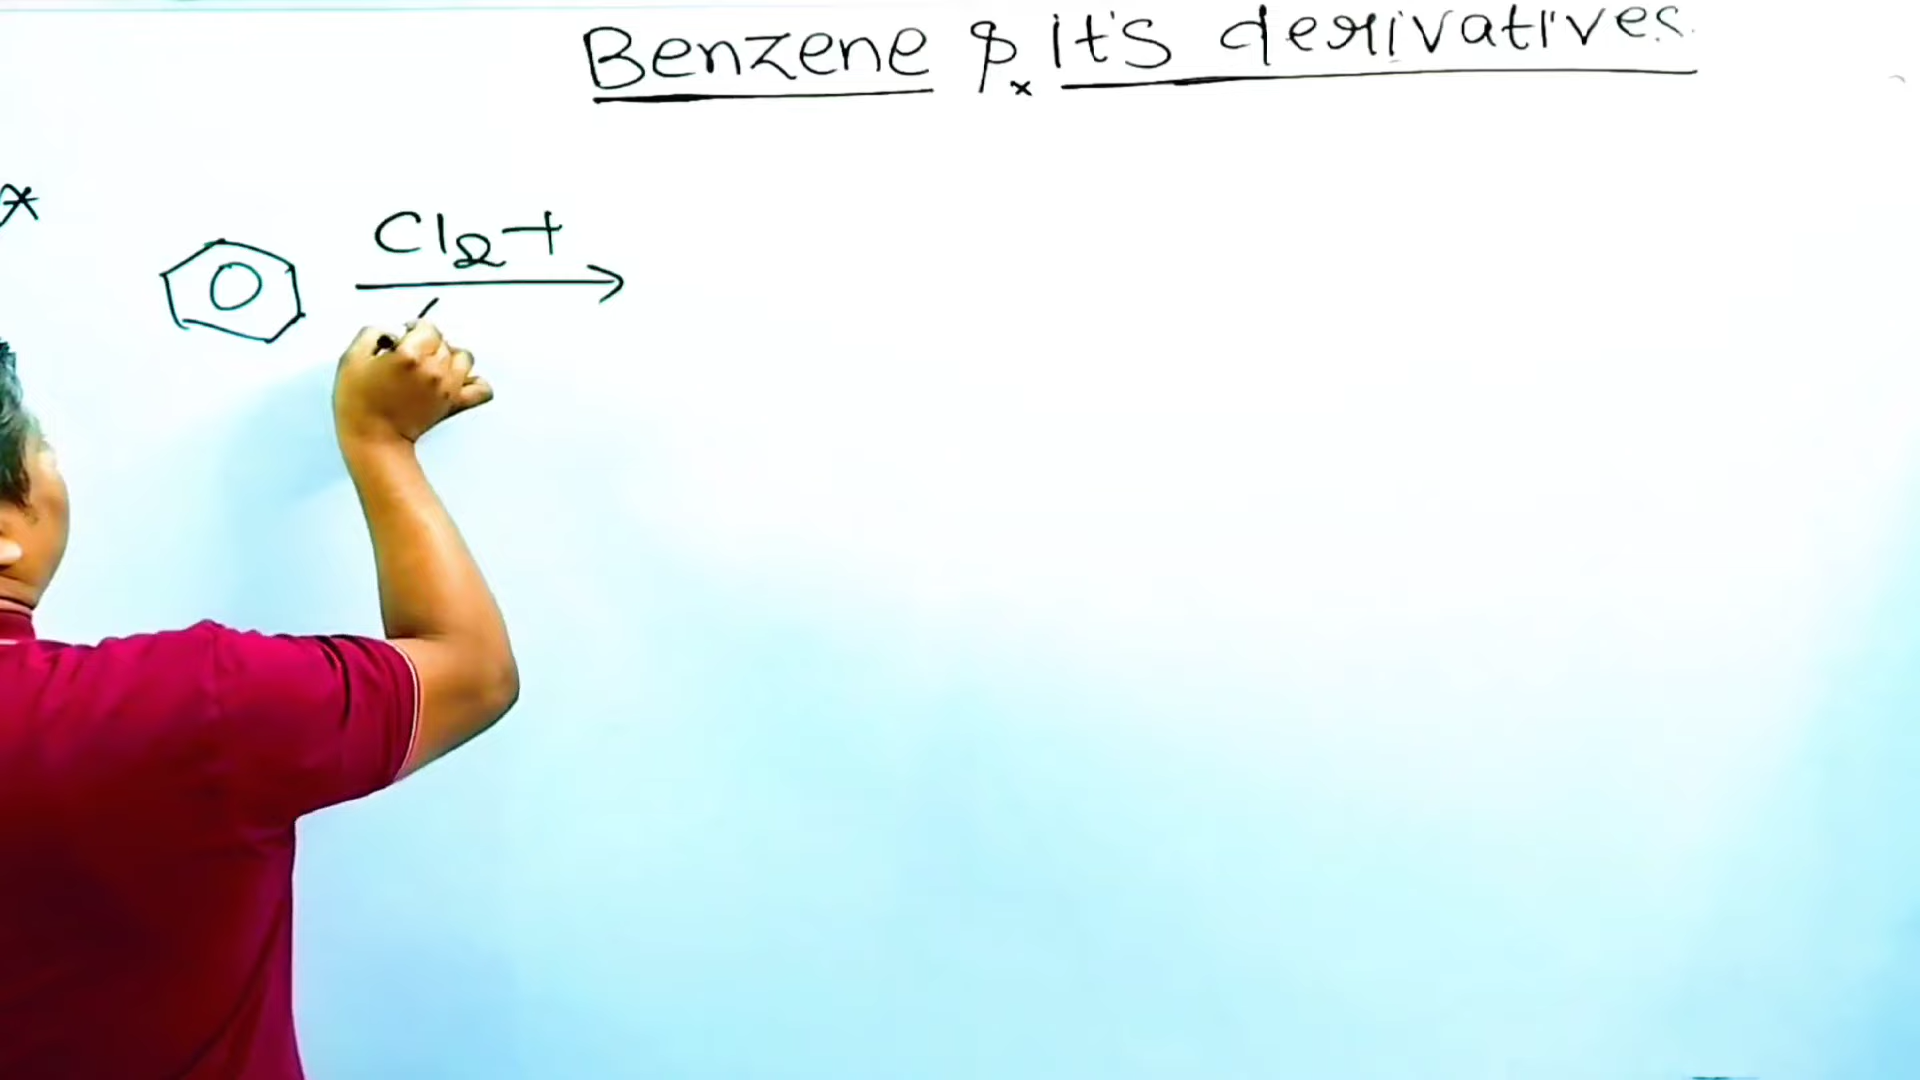 Benzene & it's derivatives
Cl2 +